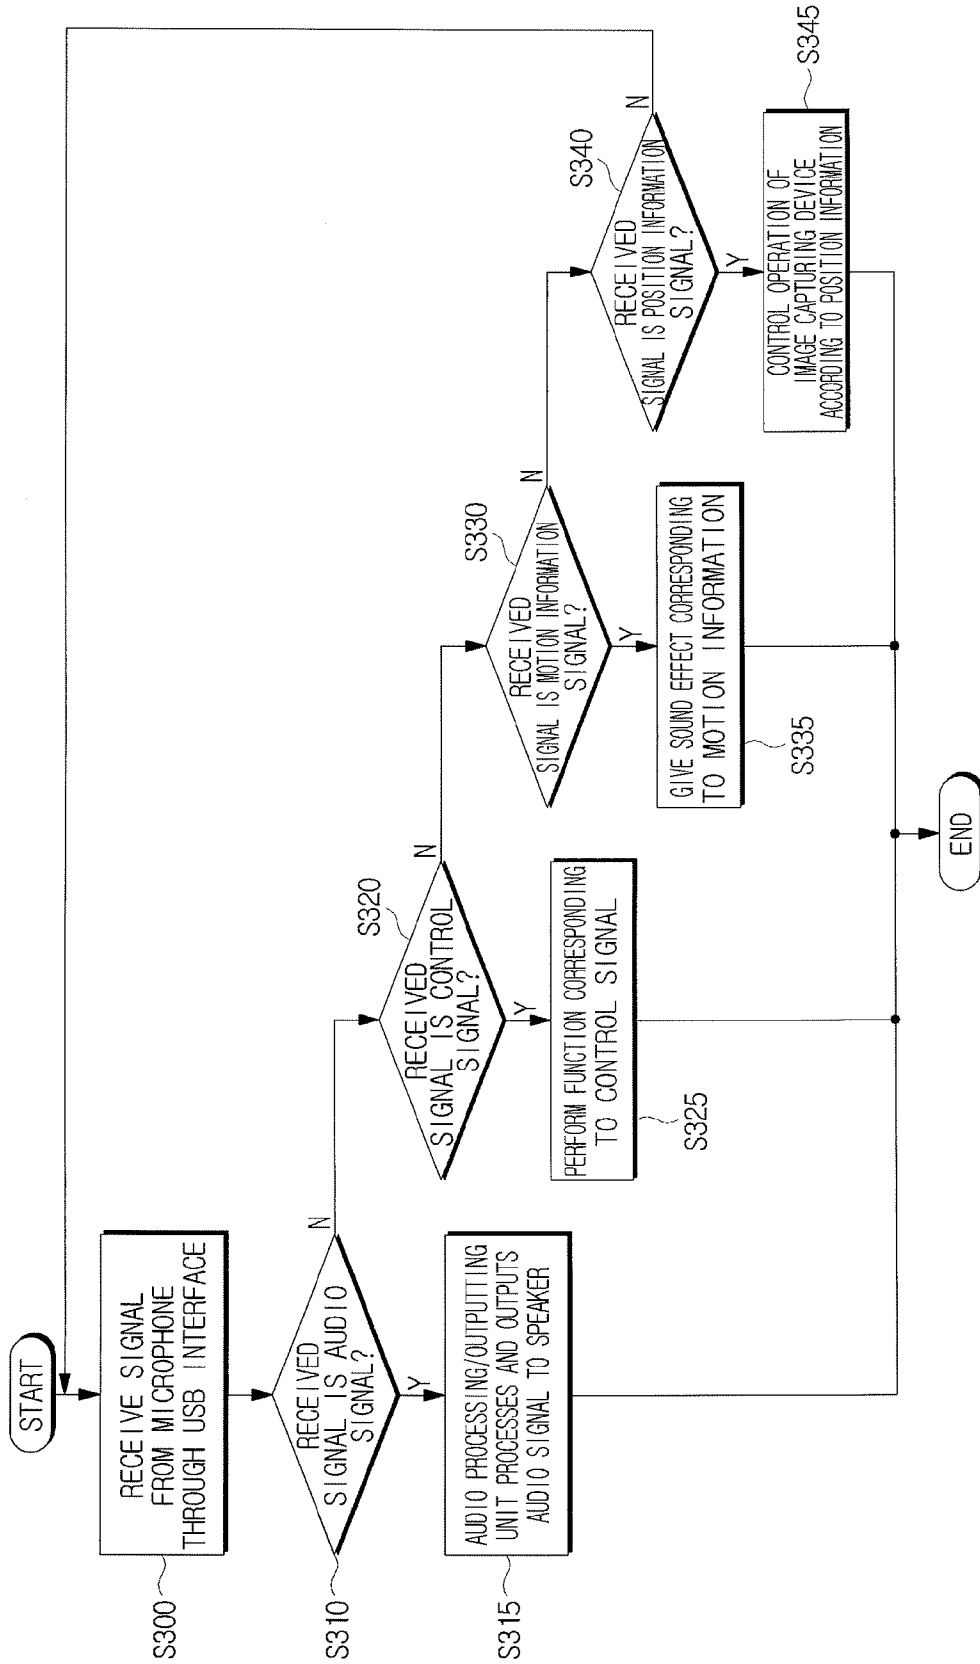 START
RECEIVE SIGNAL
FROM MICROPHONE
THROUGH USB INTERFACE
S300
RECEIVED
SIGNAL IS AUDIO
SIGNAL?
S310
N
Y
AUDIO PROCESSING/OUTPUTTING
UNIT PROCESSES AND OUTPUTS
AUDIO SIGNAL TO SPEAKER
S315
RECEIVED
SIGNAL IS CONTROL
SIGNAL?
S320
N
Y
PERFORM FUNCTION CORRESPONDING
TO CONTROL SIGNAL
S325
RECEIVED
SIGNAL IS MOTION INFORMATION
SIGNAL?
S330
N
Y
GIVE SOUND EFFECT CORRESPONDING
TO MOTION INFORMATION
S335
RECEIVED
SIGNAL IS POSITION INFORMATION
SIGNAL?
S340
N
Y
CONTROL OPERATION OF
IMAGE CAPTURING DEVICE
ACCORDING TO POSITION INFORMATION
S345
END